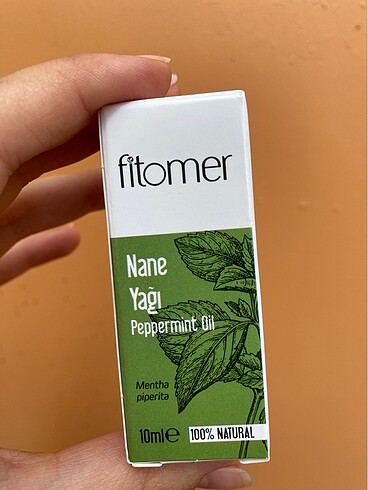 fitomer
Nane
Yağı
Peppermint Oil
Mentha
piperita
10ml℮ 100% NATURAL